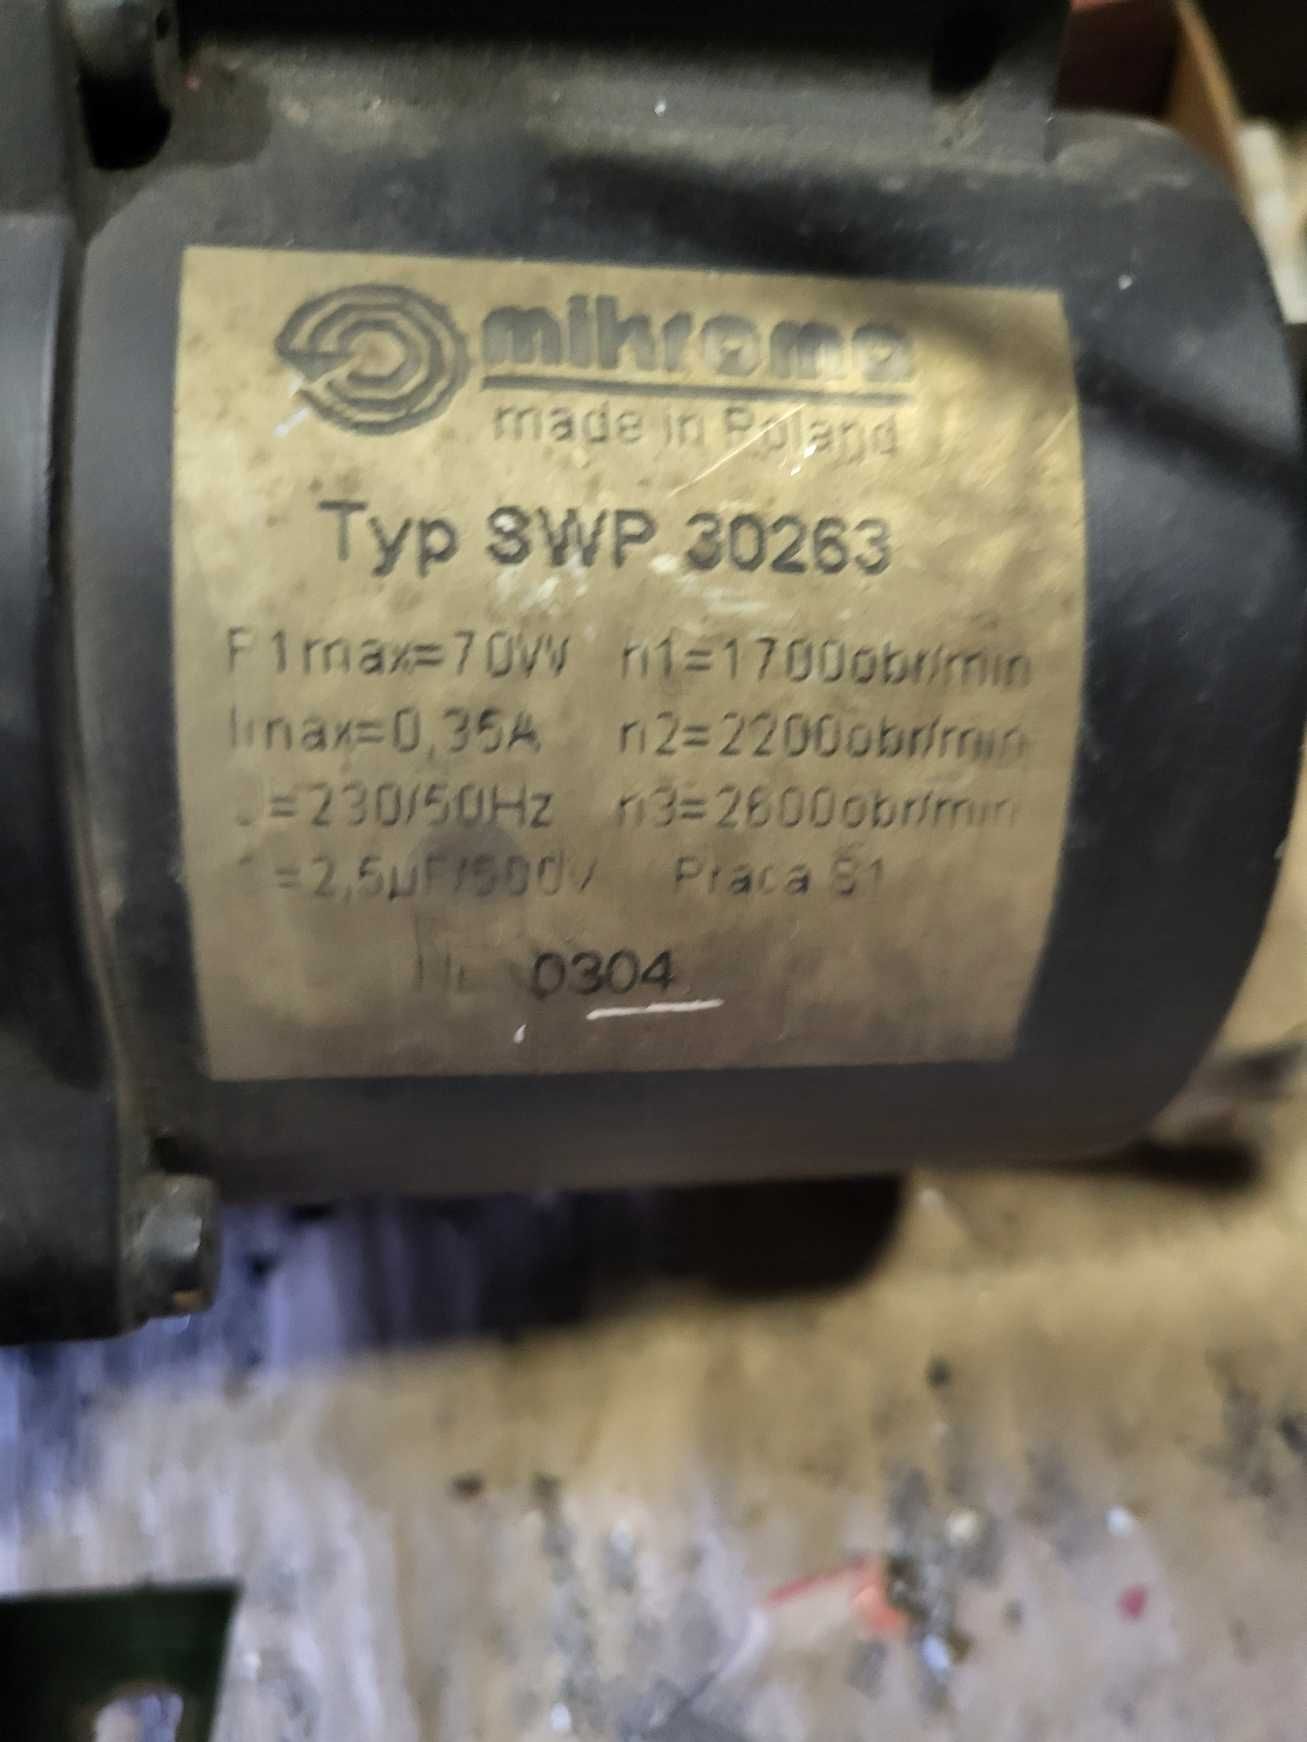 mikroma
made in Poland
Typ SWP 30263
P1max=70W n1=1700obr/min
Imax=0,35A n2=2200obr/min
=230/50Hz n3=2600obr/min
=2,5µF/500V Praca S1
0304